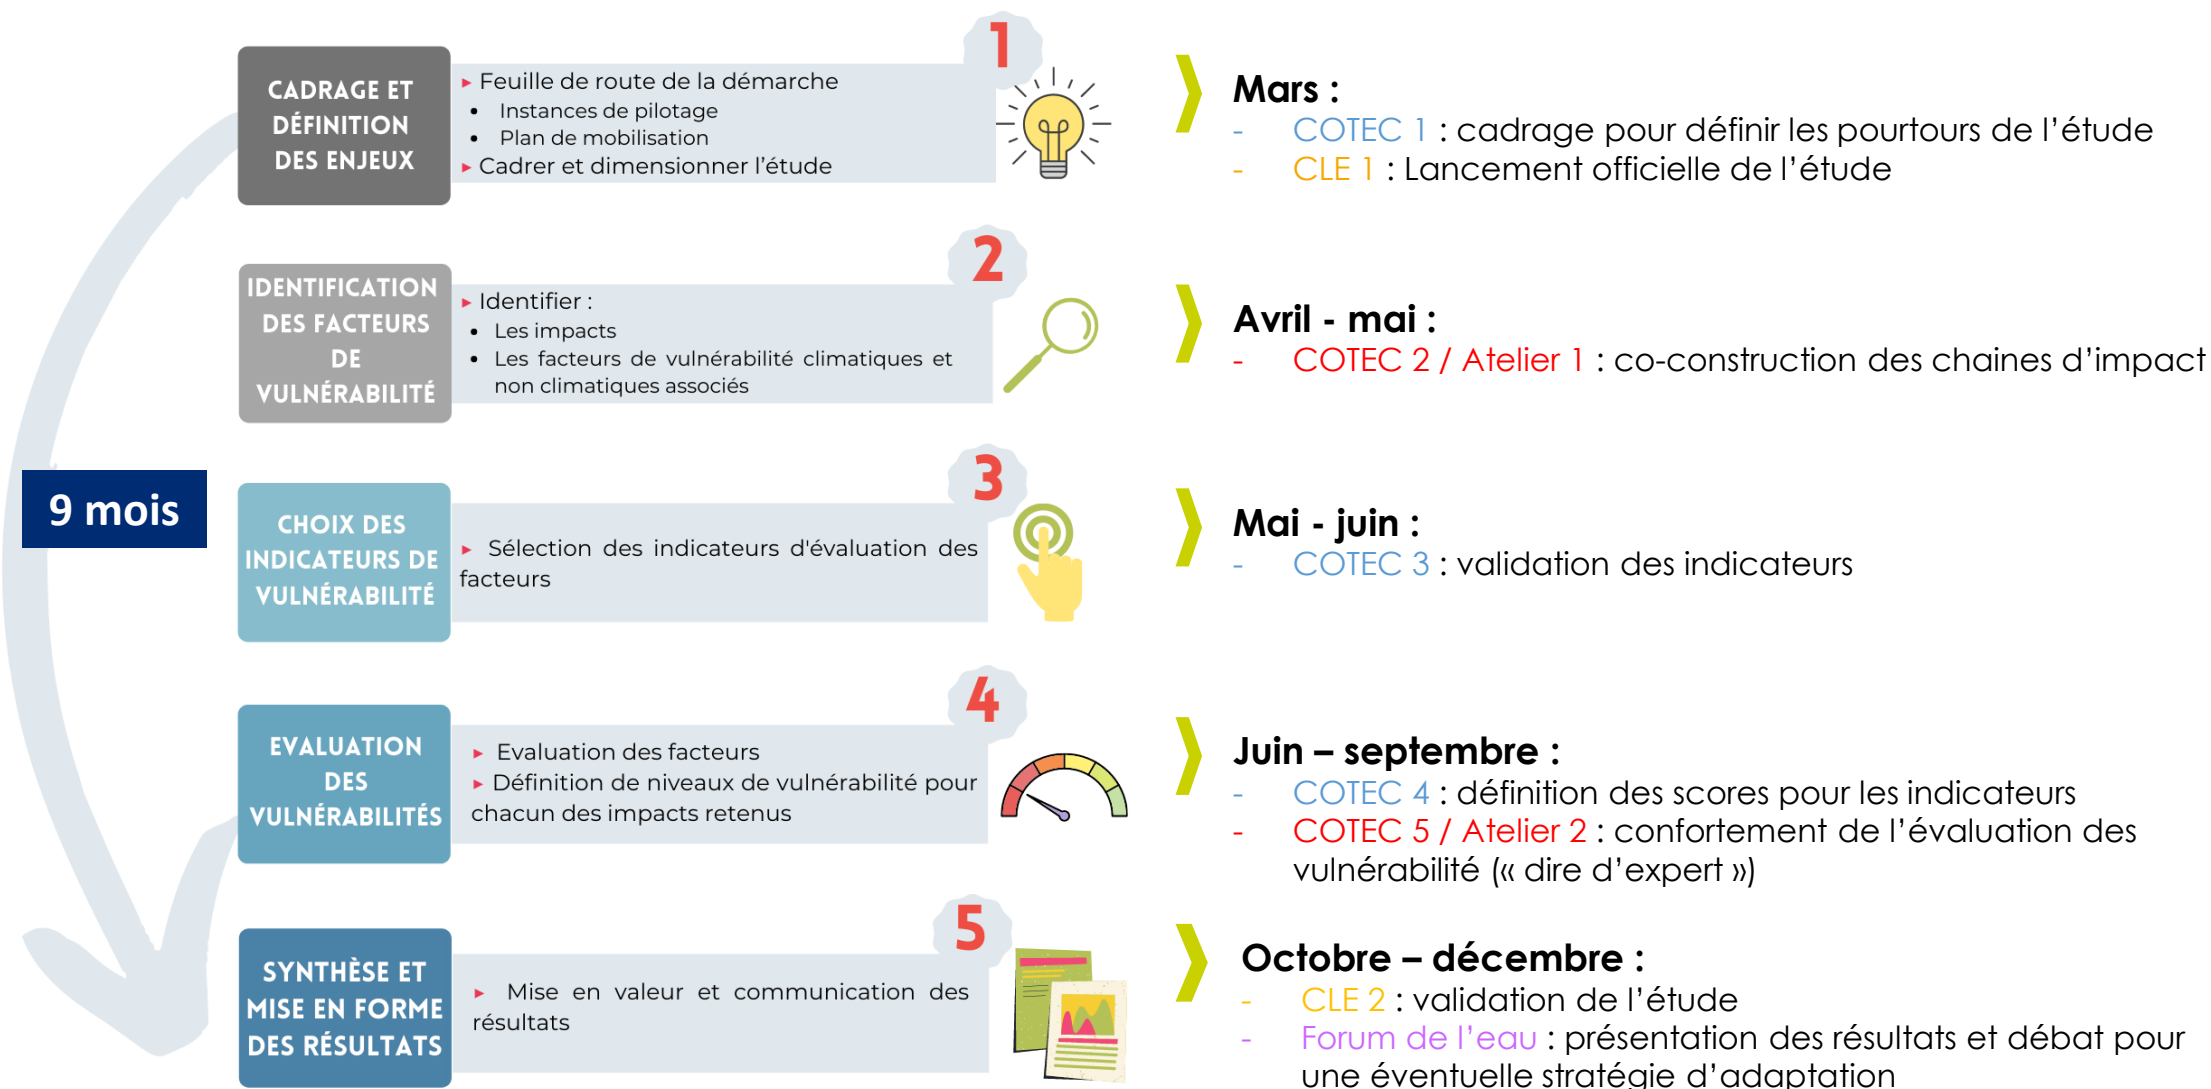 9 mois
CADRAGE ET
DÉFINITION
DES ENJEUX
▸ Feuille de route de la démarche
• Instances de pilotage
• Plan de mobilisation
▸ Cadrer et dimensionner l'étude
1
Mars :
- COTEC 1 : cadrage pour définir les pourtours de l'étude
- CLE 1 : Lancement officielle de l'étude
IDENTIFICATION
DES FACTEURS
DE
VULNÉRABILITÉ
▸ Identifier :
• Les impacts
• Les facteurs de vulnérabilité climatiques et
non climatiques associés
2
Avril - mai :
- COTEC 2 / Atelier 1 : co-construction des chaines d'impact
CHOIX DES
INDICATEURS DE
VULNÉRABILITÉ
▸ Sélection des indicateurs d'évaluation des
facteurs
3
Mai - juin :
- COTEC 3 : validation des indicateurs
EVALUATION
DES
VULNÉRABILITÉS
▸ Evaluation des facteurs
▸ Définition de niveaux de vulnérabilité pour
chacun des impacts retenus
4
Juin – septembre :
- COTEC 4 : définition des scores pour les indicateurs
- COTEC 5 / Atelier 2 : confortement de l'évaluation des
vulnérabilité (« dire d'expert »)
SYNTHÈSE ET
MISE EN FORME
DES RÉSULTATS
▸ Mise en valeur et communication des
résultats
5
Octobre – décembre :
- CLE 2 : validation de l'étude
- Forum de l'eau : présentation des résultats et débat pour
une éventuelle stratégie d'adaptation